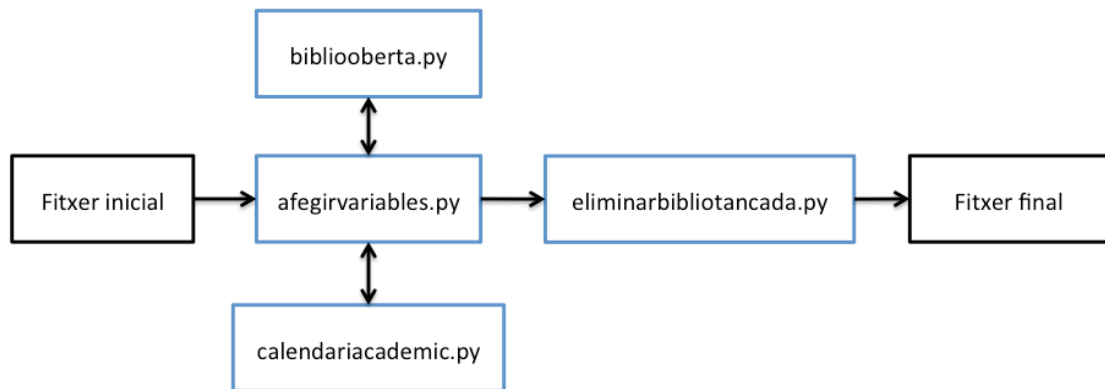 bibliooberta.py
Fitxer inicial
afegirvariables.py
eliminarbibliotancada.py
Fitxer final
calendariacademic.py